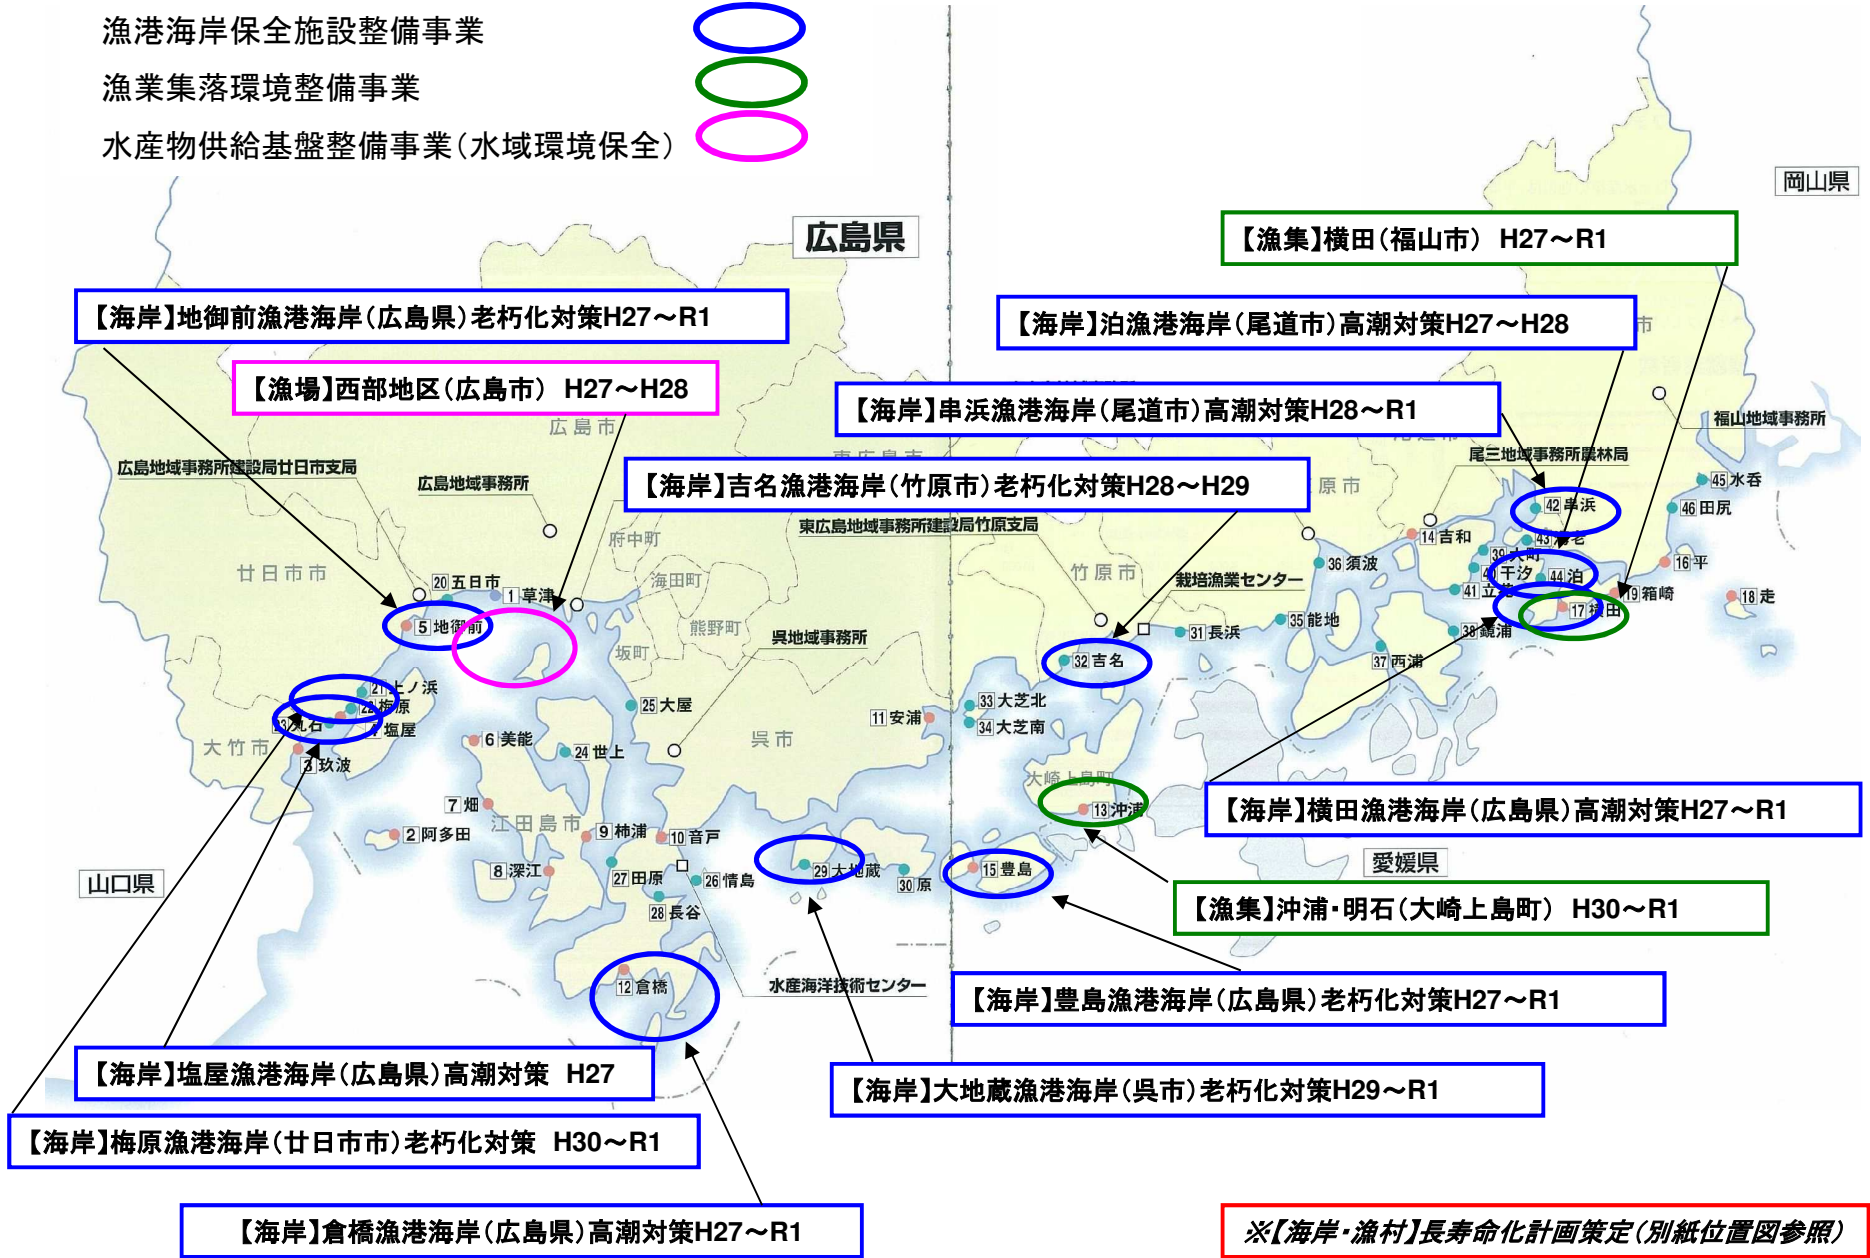 漁港海岸保全施設整備事業
漁業集落環境整備事業
水産物供給基盤整備事業(水域環境保全)
岡山県
広島県
【漁集】横田(福山市) H27～R1
【海岸】地御前漁港海岸(広島県)老朽化対策H27～R1
【海岸】泊漁港海岸(尾道市)高潮対策H27～H28
市
【漁場】西部地区(広島市) H27～H28
【海岸】串浜漁港海岸(尾道市)高潮対策H28～R1
福山地域事務所
広島市
尾三地域事務所農林局
広島地域事務所建設局廿日市支局
広島地域事務所
【海岸】吉名漁港海岸(竹原市)老朽化対策H28～H29
原市
45 水呑
42 串浜
46 田尻
東広島地域事務所建設局竹原支局
府中町
14 吉和
43 海老
39 大町
36 須波
16 平
廿日市市
20 五日市
海田町
竹原市
栽培漁業センター
干汐
44 泊
41 立花
1 草津
19 箱崎
18 走
17 横田
5 地御前
熊野町
呉地域事務所
31 長浜
35 能地
38 鏡浦
坂町
32 吉名
37 西浦
21 上ノ浜
22 梅原
25 大屋
33 大芝北
11 安浦
34 大芝南
23 丸石
塩屋
大竹市
6 美能
24 世上
呉市
3 玖波
大崎上島町
7 畑
江田島市
13 沖浦
【海岸】横田漁港海岸(広島県)高潮対策H27～R1
2 阿多田
9 柿浦
10 音戸
愛媛県
山口県
8 深江
27 田原
26 情島
29 大地蔵
30 原
15 豊島
28 長谷
【漁集】沖浦・明石(大崎上島町) H30～R1
12 倉橋
水産海洋技術センター
【海岸】豊島漁港海岸(広島県)老朽化対策H27～R1
【海岸】塩屋漁港海岸(広島県)高潮対策 H27
【海岸】大地蔵漁港海岸(呉市)老朽化対策H29～R1
【海岸】梅原漁港海岸(廿日市市)老朽化対策 H30～R1
【海岸】倉橋漁港海岸(広島県)高潮対策H27～R1
※【海岸・漁村】長寿命化計画策定(別紙位置図参照)